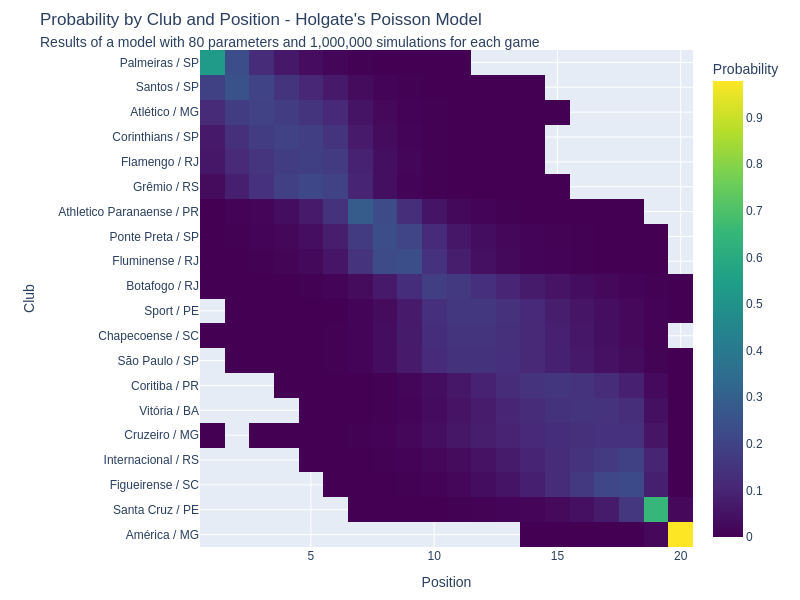 Probability by Club and Position - Holgate's Poisson Model
Results of a model with 80 parameters and 1,000,000 simulations for each game
Probability
Club
Palmeiras / SP
Santos / SP
Atlético / MG
Corinthians / SP
Flamengo / RJ
Grêmio / RS
Athletico Paranaense / PR
Ponte Preta / SP
Fluminense / RJ
Botafogo / RJ
Sport / PE
Chapecoense / SC
São Paulo / SP
Coritiba / PR
Vitória / BA
Cruzeiro / MG
Internacional / RS
Figueirense / SC
Santa Cruz / PE
América / MG
0.9
0.8
0.7
0.6
0.5
0.4
0.3
0.2
0.1
0
5 10 15 20
Position